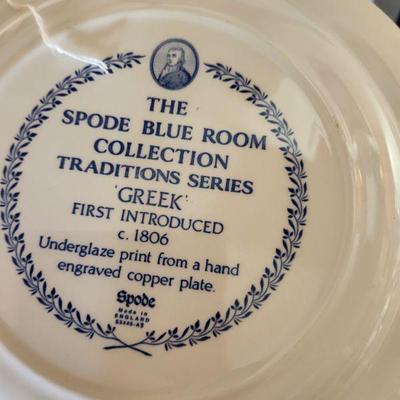 THE
SPODE BLUE ROOM
COLLECTION
TRADITIONS SERIES
'GREEK'
FIRST INTRODUCED
c. 1806
Underglaze print from a hand
engraved copper plate.
Spode
Made in
ENGLAND